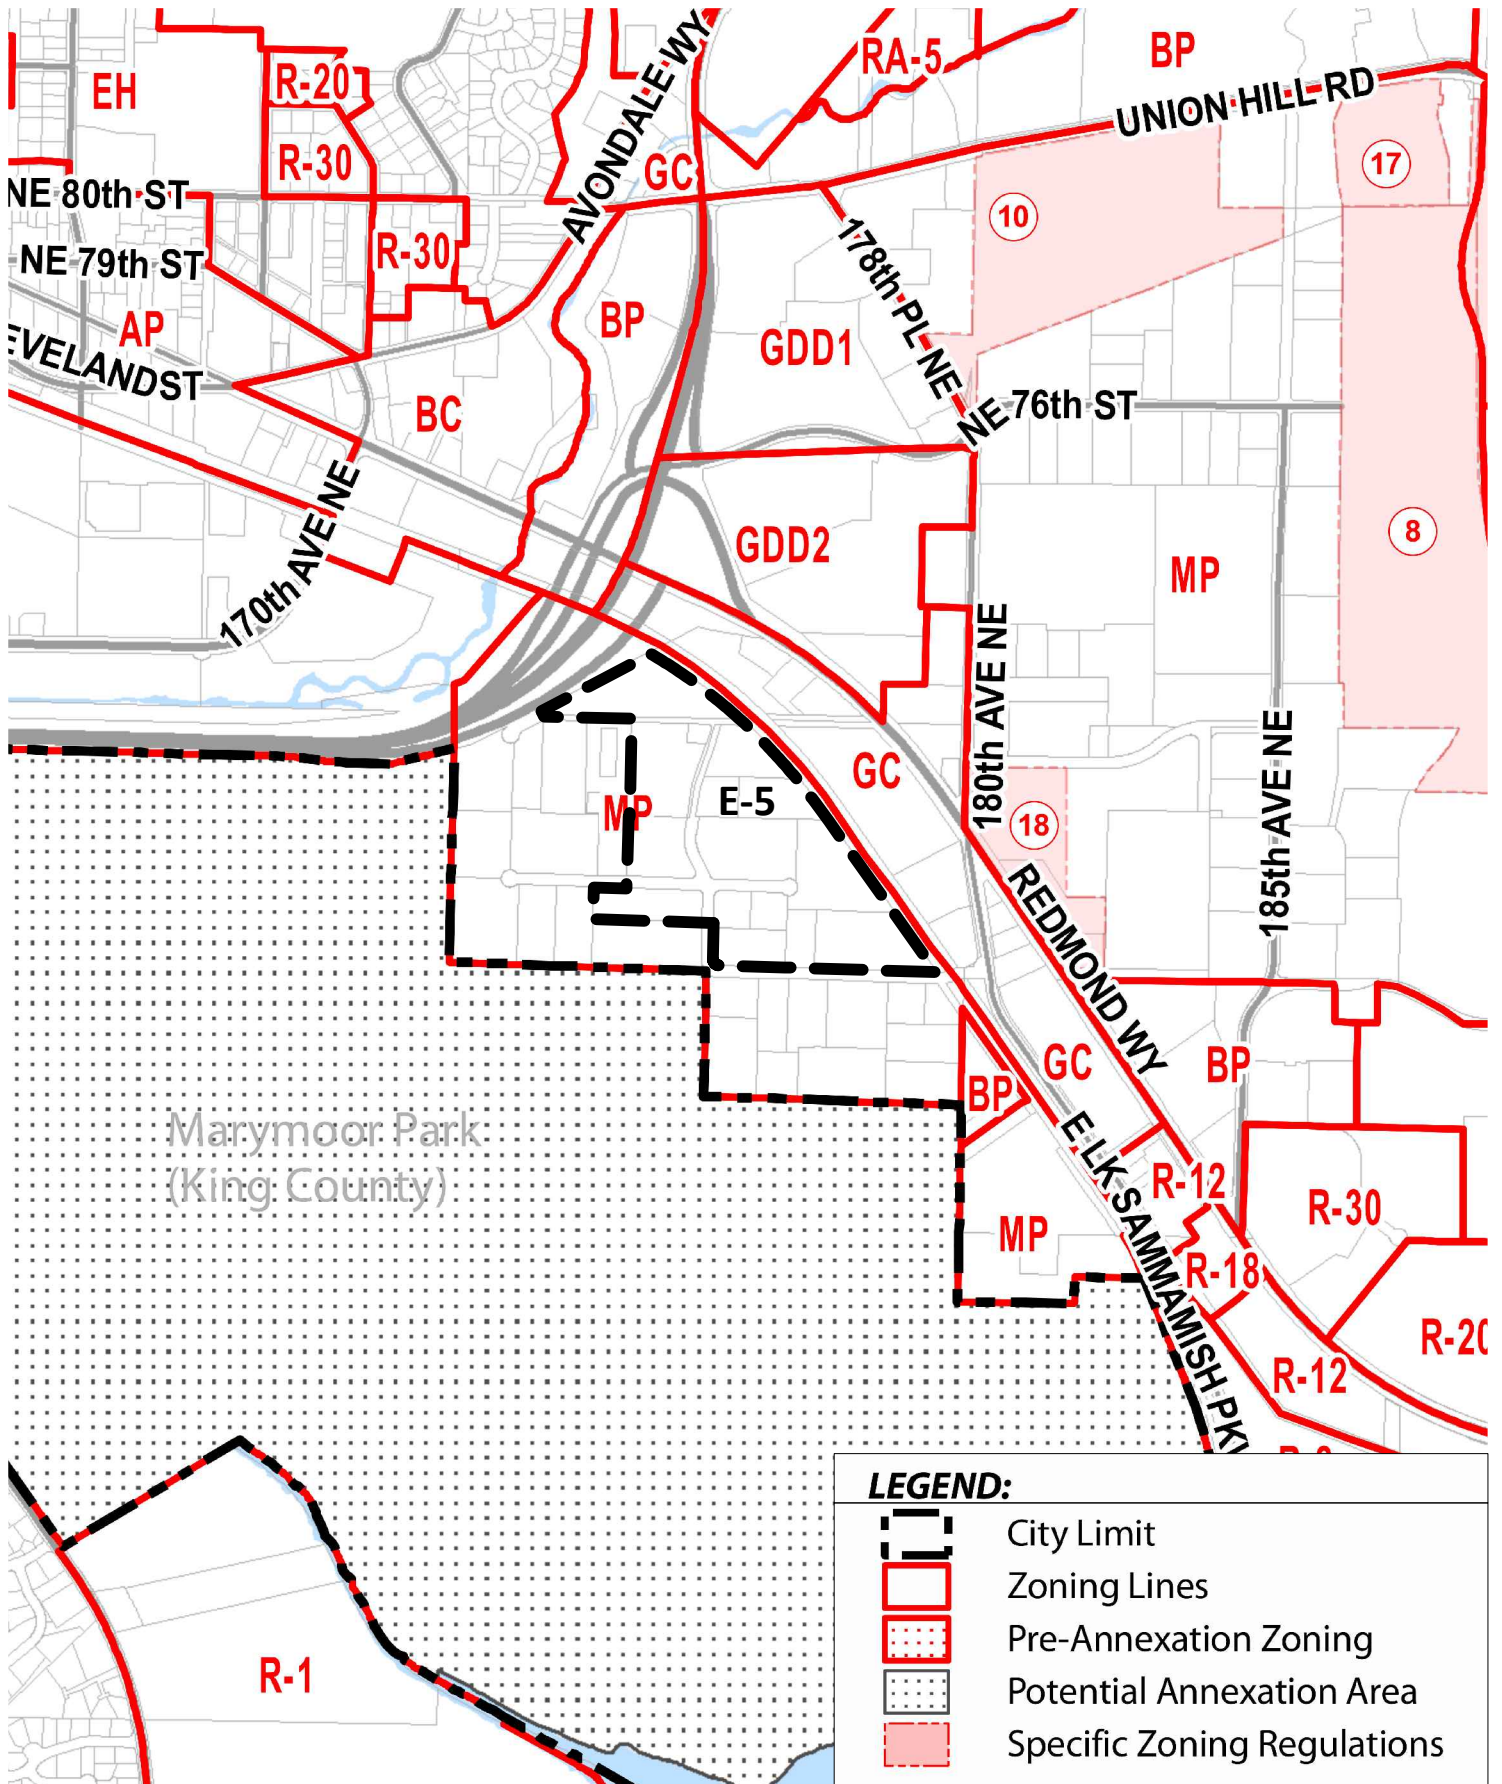 RA-5
BP
EH
R-20
AVONDALE WY
UNION HILL RD
R-30
GC
17
NE 80th ST
10
R-30
NE 79th ST
178th PL NE
AP
BP
GDD1
EVELAND ST
BC
NE 76th ST
170th AVE NE
GDD2
8
MP
180th AVE NE
185th AVE NE
GC
MP
E-5
18
REDMOND WY
GC
BP
BP
Marymoor Park
(King County)
E LK SAMMAMISH PK
R-12
R-30
MP
R-18
R-20
R-12
LEGEND:
City Limit
Zoning Lines
Pre-Annexation Zoning
Potential Annexation Area
Specific Zoning Regulations
R-1